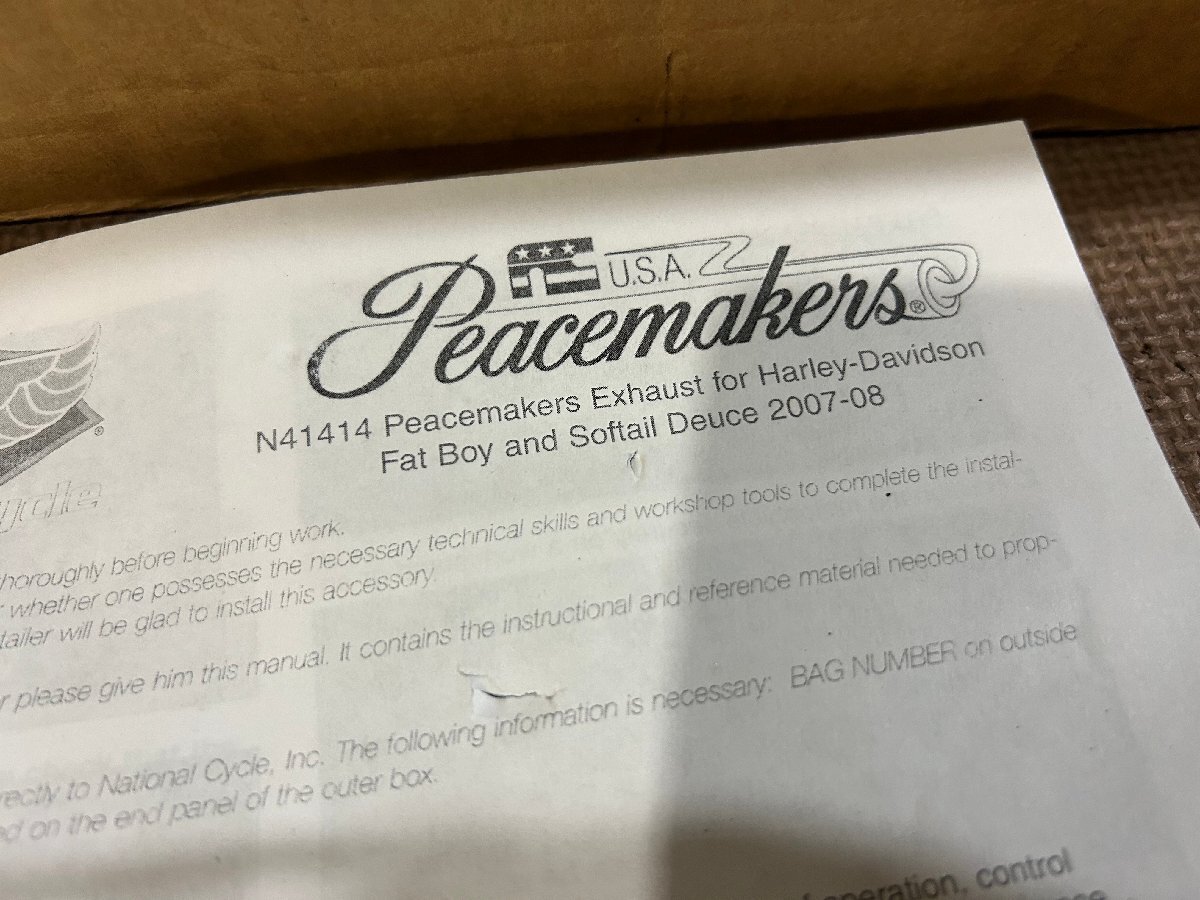 U.S.A.
Peacemakers®
N41414 Peacemakers Exhaust for Harley-Davidson
Fat Boy and Softail Deuce 2007-08
®
before beginning work.
whether one possesses the necessary technical skills and workshop tools to complete the instal-
will be glad to install this accessory
please give him this manual. It contains the instructional and reference material needed to prop-
to National Cycle, Inc. The following information is necessary: BAG NUMBER on outside
on the end panel of the outer box.
operation, control